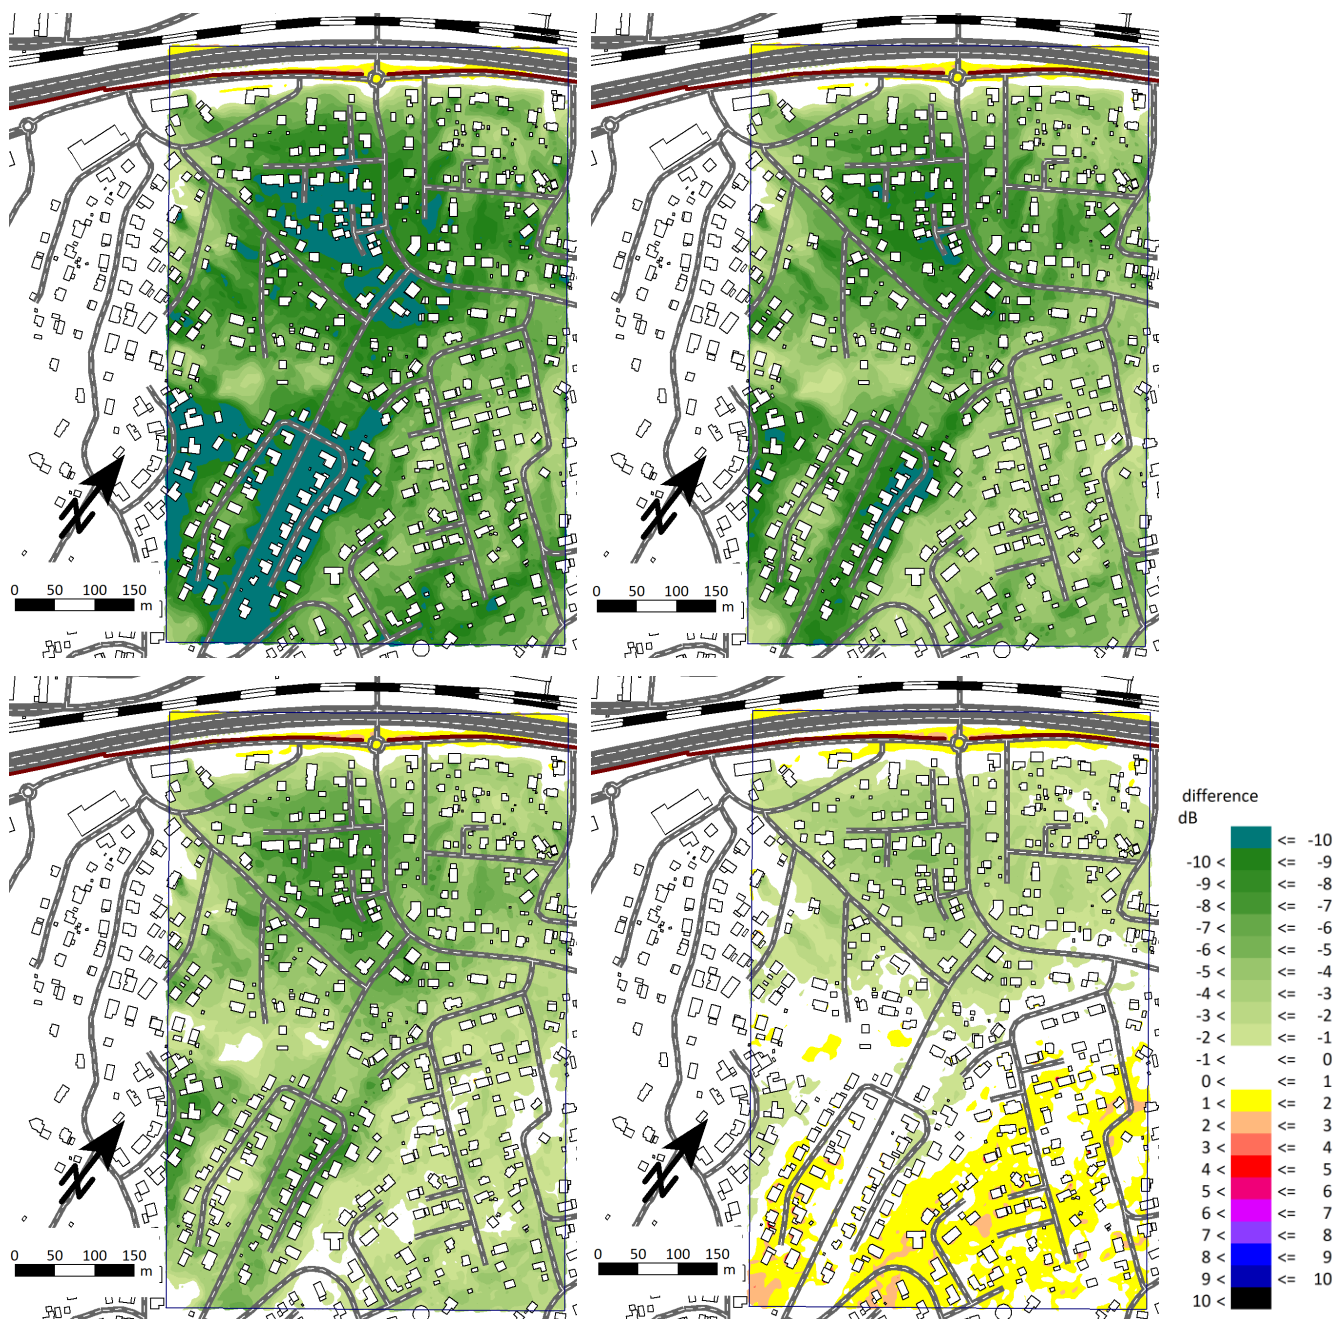 N
N
0 50 100 150
m
0 50 100 150
m
N
N
0 50 100 150
m
0 50 100 150
m
difference
dB
<= -10
-10 < <= -9
-9 < <= -8
-8 < <= -7
-7 < <= -6
-6 < <= -5
-5 < <= -4
-4 < <= -3
-3 < <= -2
-2 < <= -1
-1 < <= 0
0 < <= 1
1 < <= 2
2 < <= 3
3 < <= 4
4 < <= 5
5 < <= 6
6 < <= 7
7 < <= 8
8 < <= 9
9 < <= 10
10 <